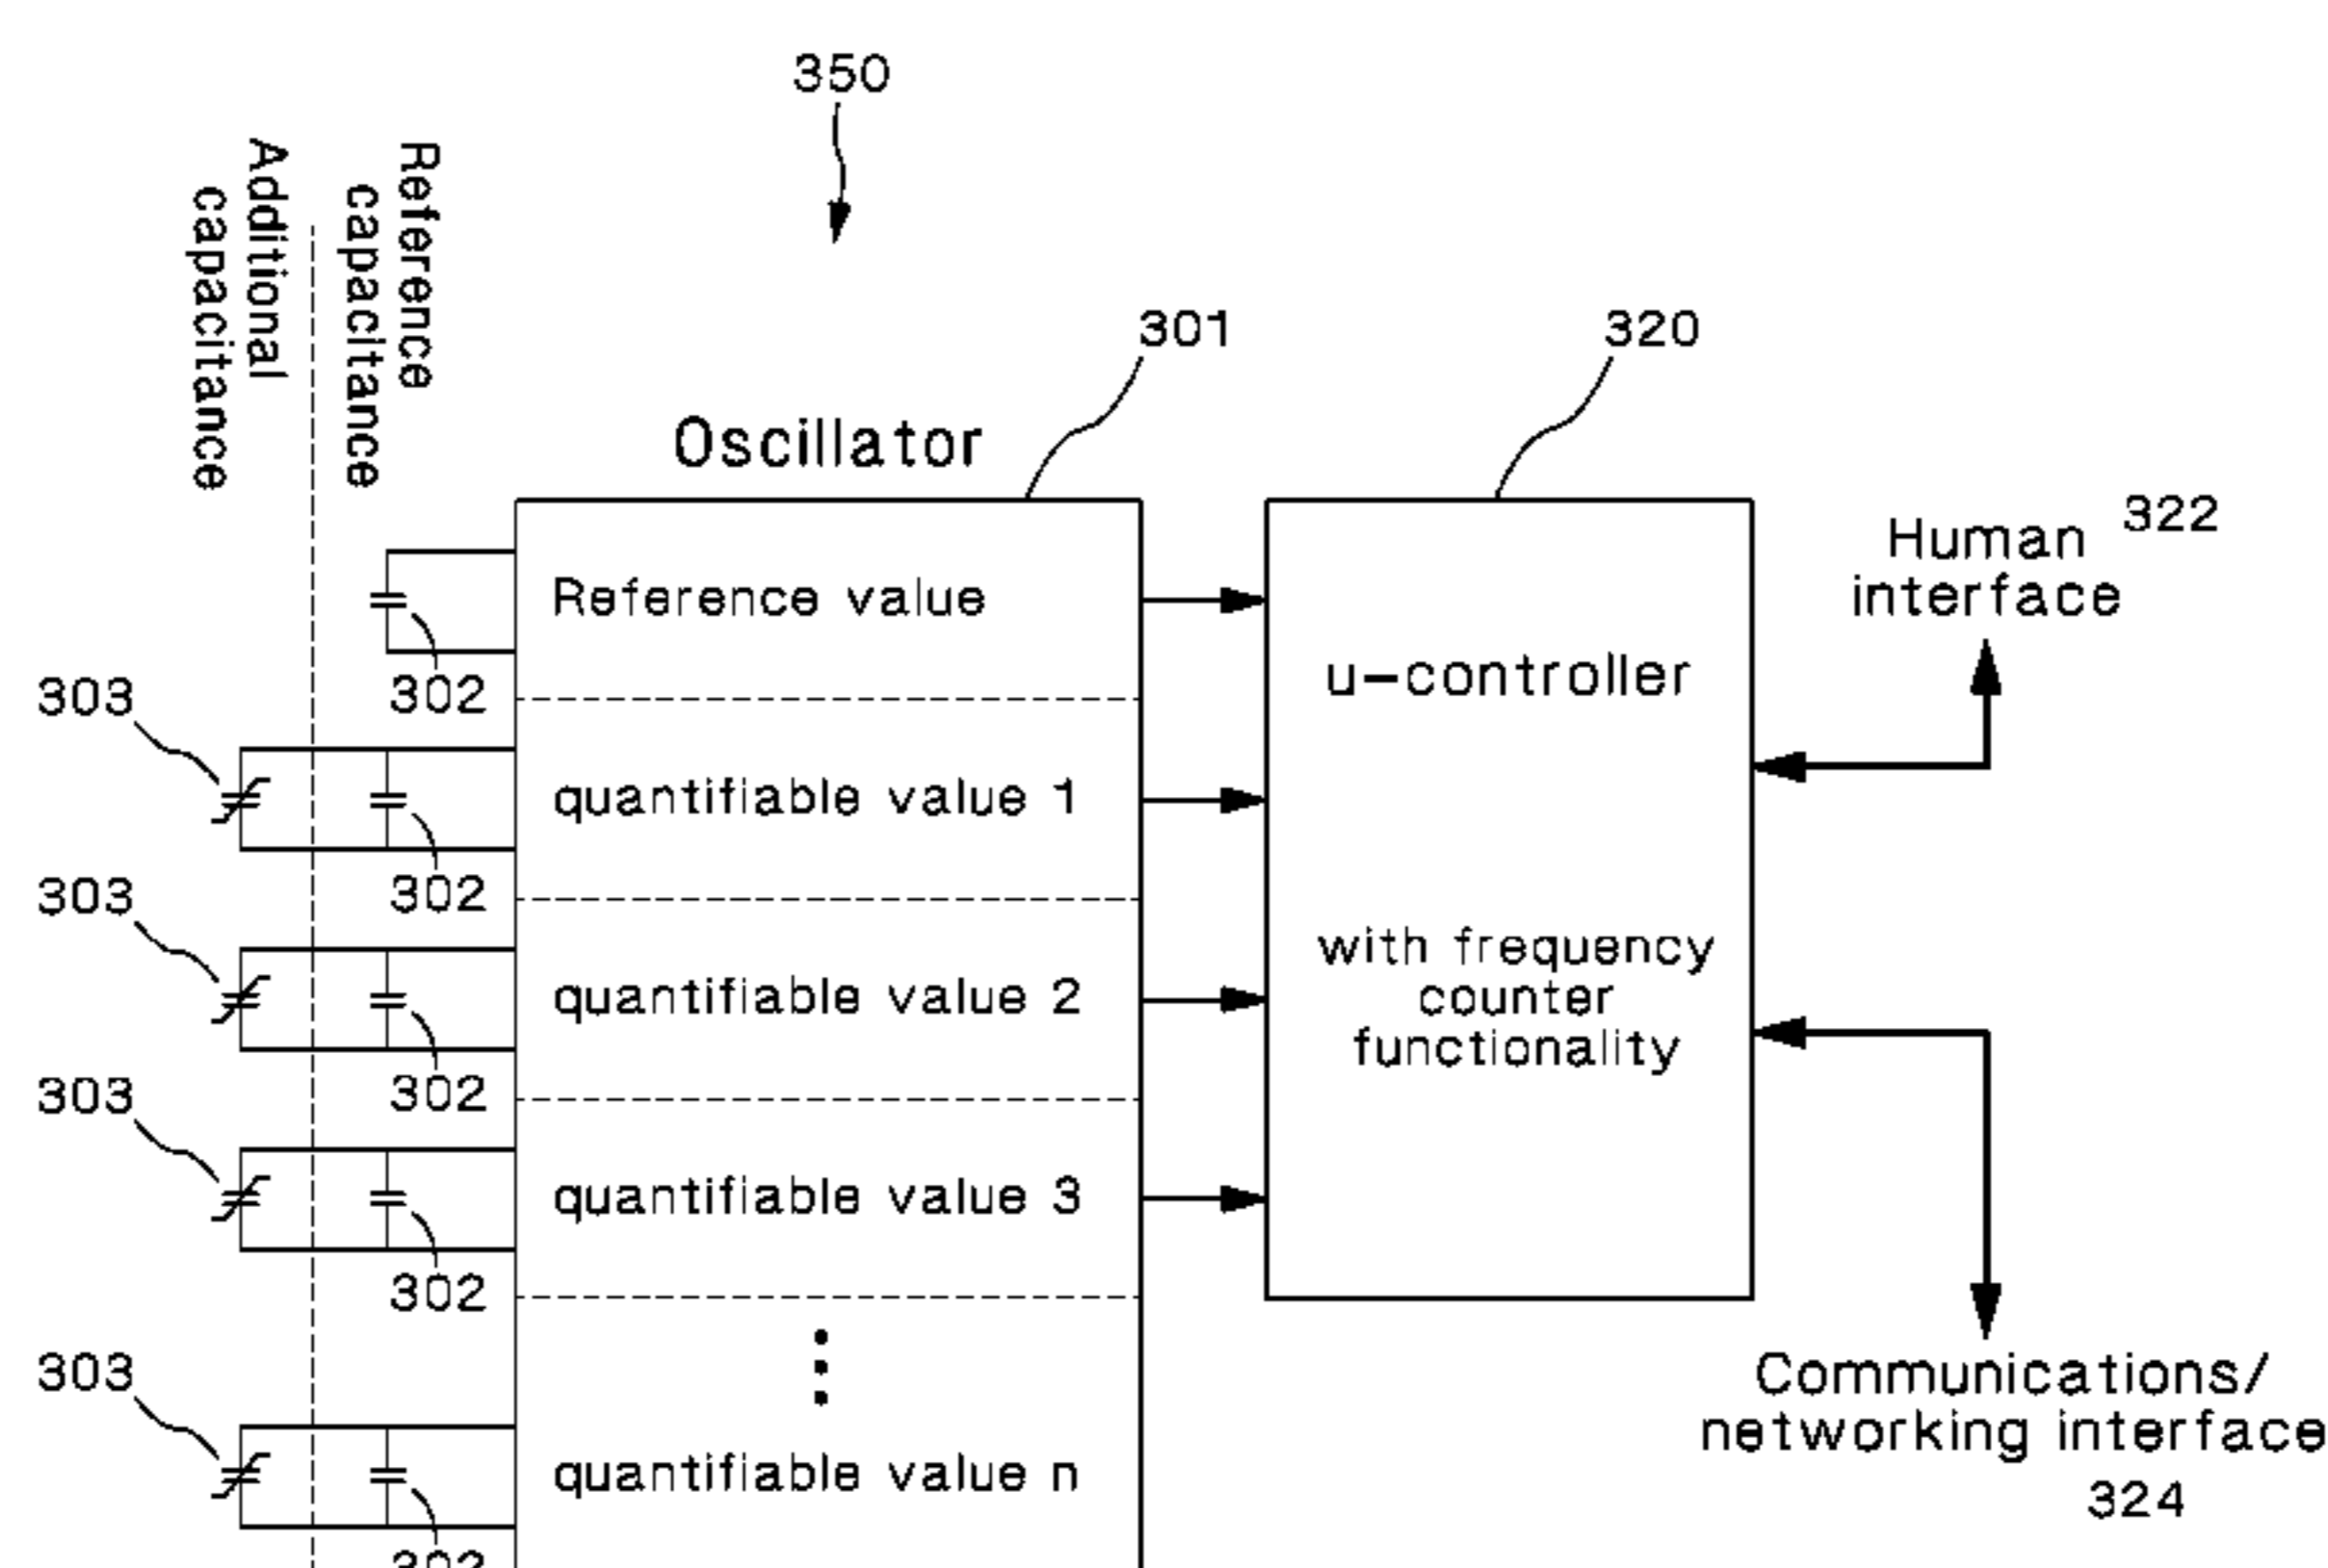 350
Reference
capacitance
Additional
capacitance
301
320
Oscillator
322
Human
interface
Reference value
u-controller
302
303
quantifiable value 1
302
303
with frequency
counter
functionality
quantifiable value 2
302
303
quantifiable value 3
302
303
Communications/
networking interface
324
quantifiable value n
302